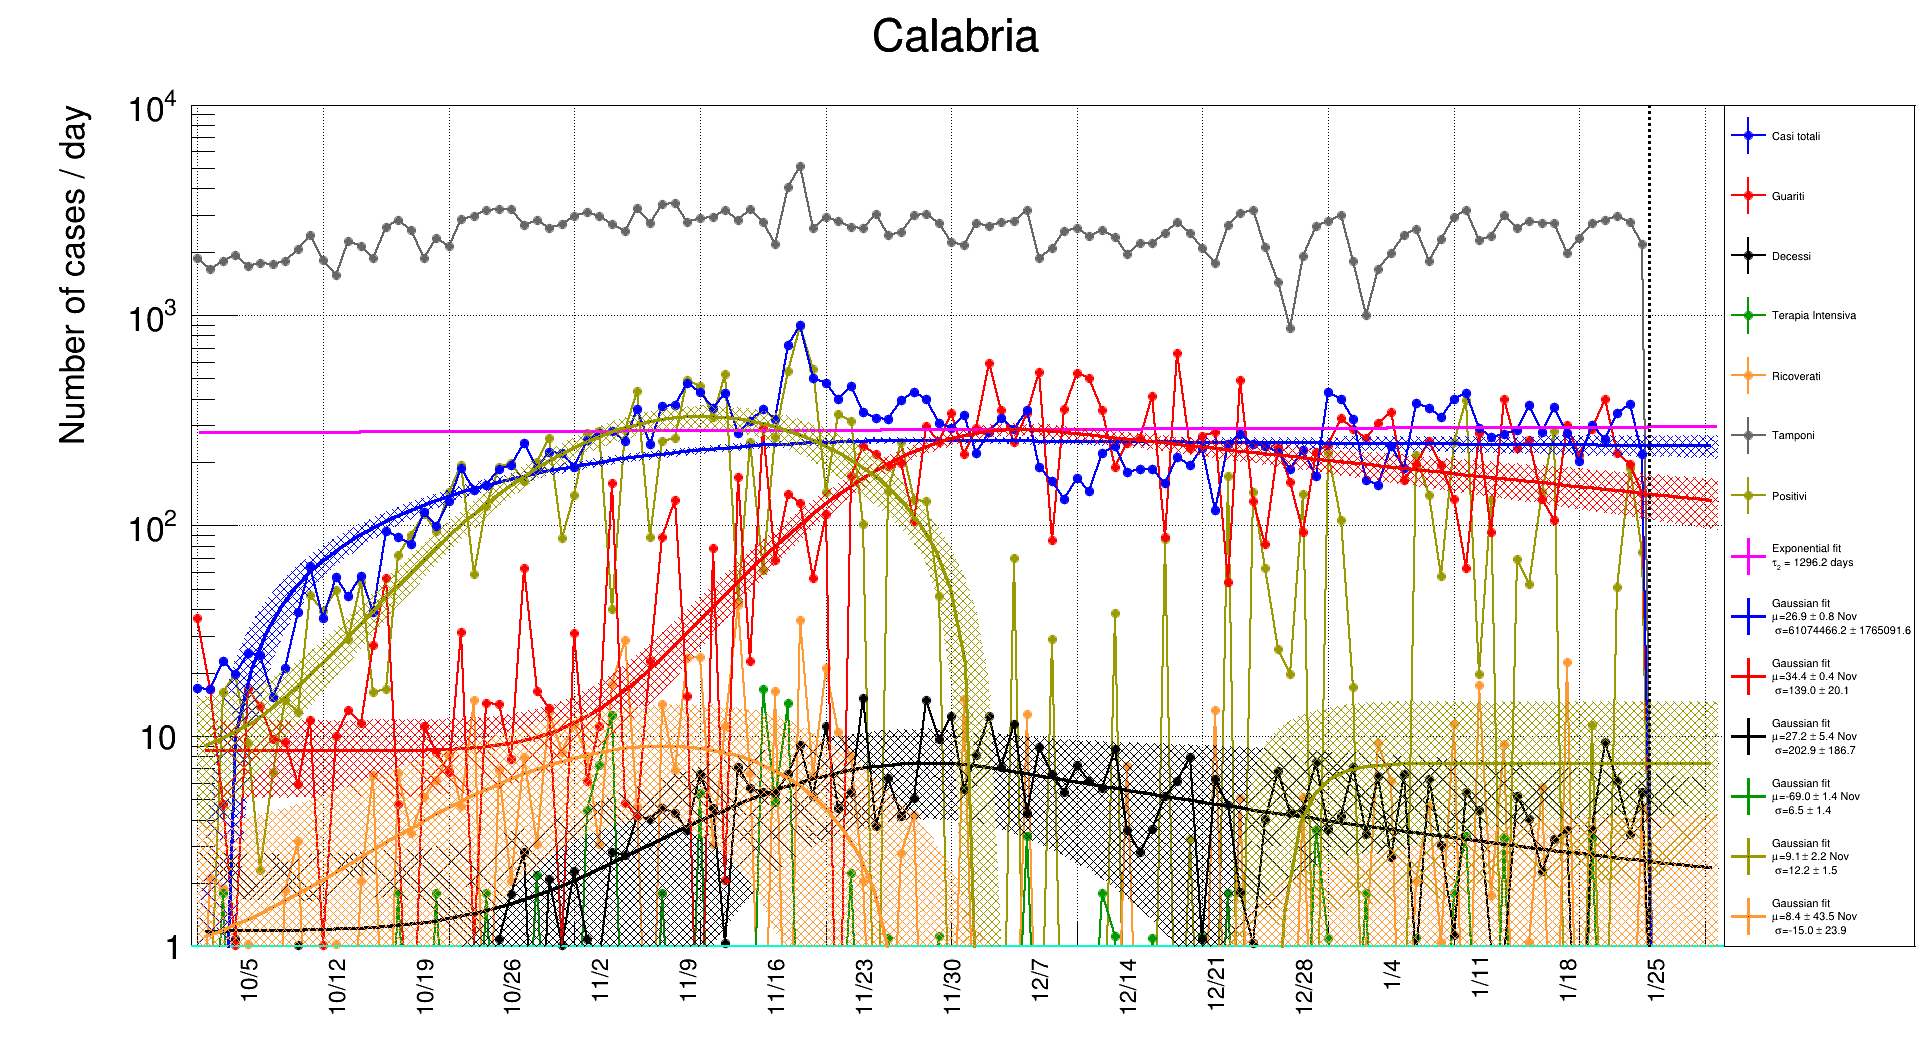 Calabria
Number of cases / day
10^4
10^3
10^2
10
1
10/5
10/12
10/19
10/26
11/2
11/9
11/16
11/23
11/30
12/7
12/14
12/21
12/28
1/4
1/11
1/18
1/25
Casi totali
Guariti
Decessi
Terapia Intensiva
Ricoverati
Tamponi
Positivi
Exponential fit
τ₂ = 1296.2 days
Gaussian fit
μ=26.9 ± 0.8 Nov
σ=61074466.2 ± 1765091.6
Gaussian fit
μ=34.4 ± 0.4 Nov
σ=139.0 ± 20.1
Gaussian fit
μ=27.2 ± 5.4 Nov
σ=202.9 ± 186.7
Gaussian fit
μ=-69.0 ± 1.4 Nov
σ=6.5 ± 1.4
Gaussian fit
μ=9.1 ± 2.2 Nov
σ=12.2 ± 1.5
Gaussian fit
μ=8.4 ± 43.5 Nov
σ=-15.0 ± 23.9